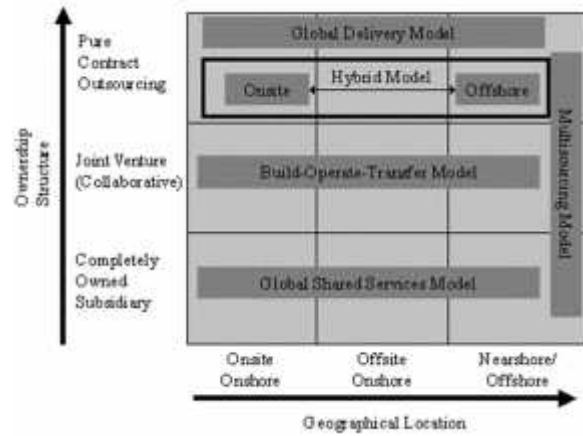 Global Delivery Model
Pure
Contract
Outsourcing
Hybrid Model
Onsite
Offshore
Multisourcing Model
Ownership
Structure
Joint Venture
(Collaborative)
Build-Operate-Transfer Model
Completely
Owned
Subsidiary
Global Shared Services Model
Onsite
Onshore
Offsite
Onshore
Nearshore/
Offshore
Geographical Location